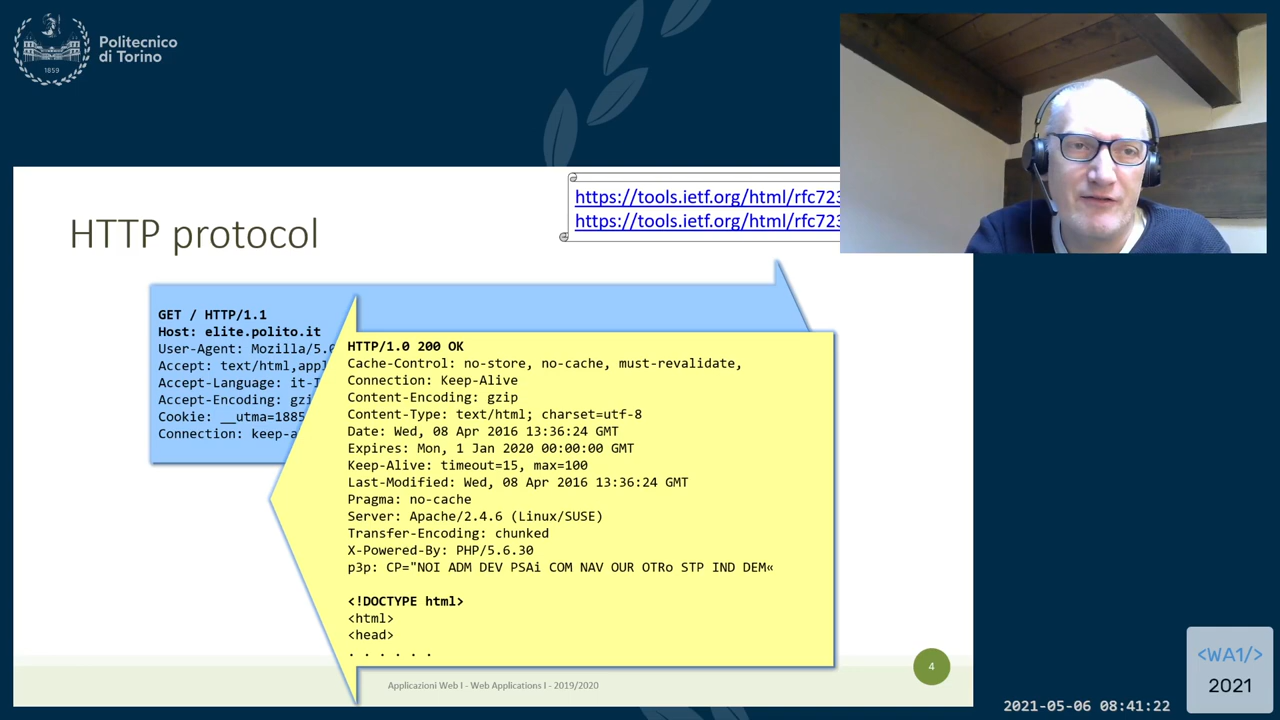 Politecnico
di Torino
1859
HTTP protocol
https://tools.ietf.org/html/rfc723
https://tools.ietf.org/html/rfc723
GET / HTTP/1.1
Host: elite.polito.it
User-Agent: Mozilla/5.0
Accept: text/html,appl
Accept-Language: it-I
Accept-Encoding: gzi
Cookie: __utma=1885
Connection: keep-a
HTTP/1.0 200 OK
Cache-Control: no-store, no-cache, must-revalidate,
Connection: Keep-Alive
Content-Encoding: gzip
Content-Type: text/html; charset=utf-8
Date: Wed, 08 Apr 2016 13:36:24 GMT
Expires: Mon, 1 Jan 2020 00:00:00 GMT
Keep-Alive: timeout=15, max=100
Last-Modified: Wed, 08 Apr 2016 13:36:24 GMT
Pragma: no-cache
Server: Apache/2.4.6 (Linux/SUSE)
Transfer-Encoding: chunked
X-Powered-By: PHP/5.6.30
p3p: CP="NOI ADM DEV PSAi COM NAV OUR OTRo STP IND DEM«
<!DOCTYPE html>
<html>
<head>
. . . . . .
Applicazioni Web I - Web Applications I - 2019/2020
4
<WA1/>
2021
2021-05-06 08:41:22